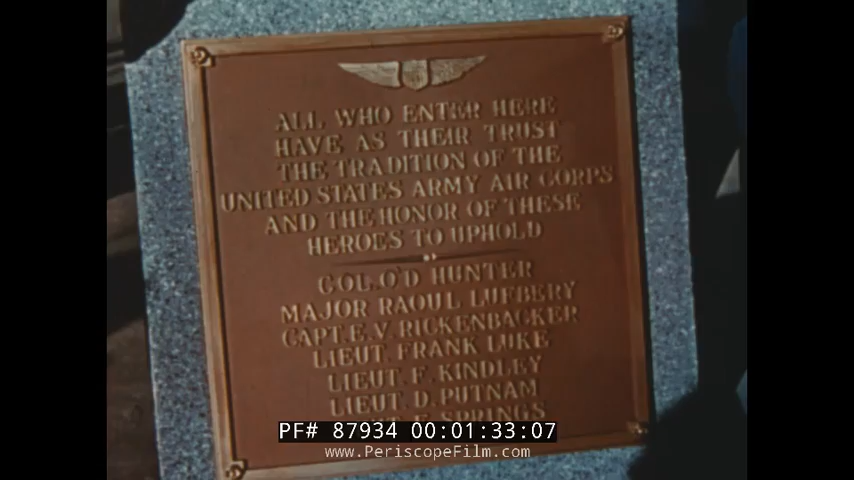 ALL WHO ENTER HERE
HAVE AS THEIR TRUST
THE TRADITION OF THE
UNITED STATES ARMY AIR CORPS
AND THE HONOR OF THESE
HEROES TO UPHOLD
COL. O'D HUNTER
MAJOR RAOUL LUFBERY
CAPT. E. V. RICKENBACKER
LIEUT. FRANK LUKE
LIEUT. F. KINDLEY
LIEUT. D. PUTNAM
SPRINGS
PF# 87934 00:01:33:07
www.PeriscopeFilm.com